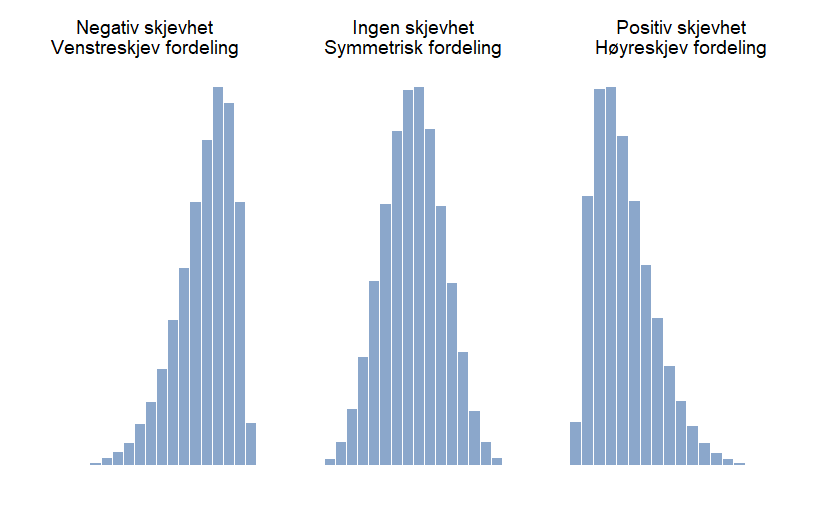 Negativ skjevhet
Venstreskjev fordeling
Ingen skjevhet
Symmetrisk fordeling
Positiv skjevhet
Høyreskjev fordeling